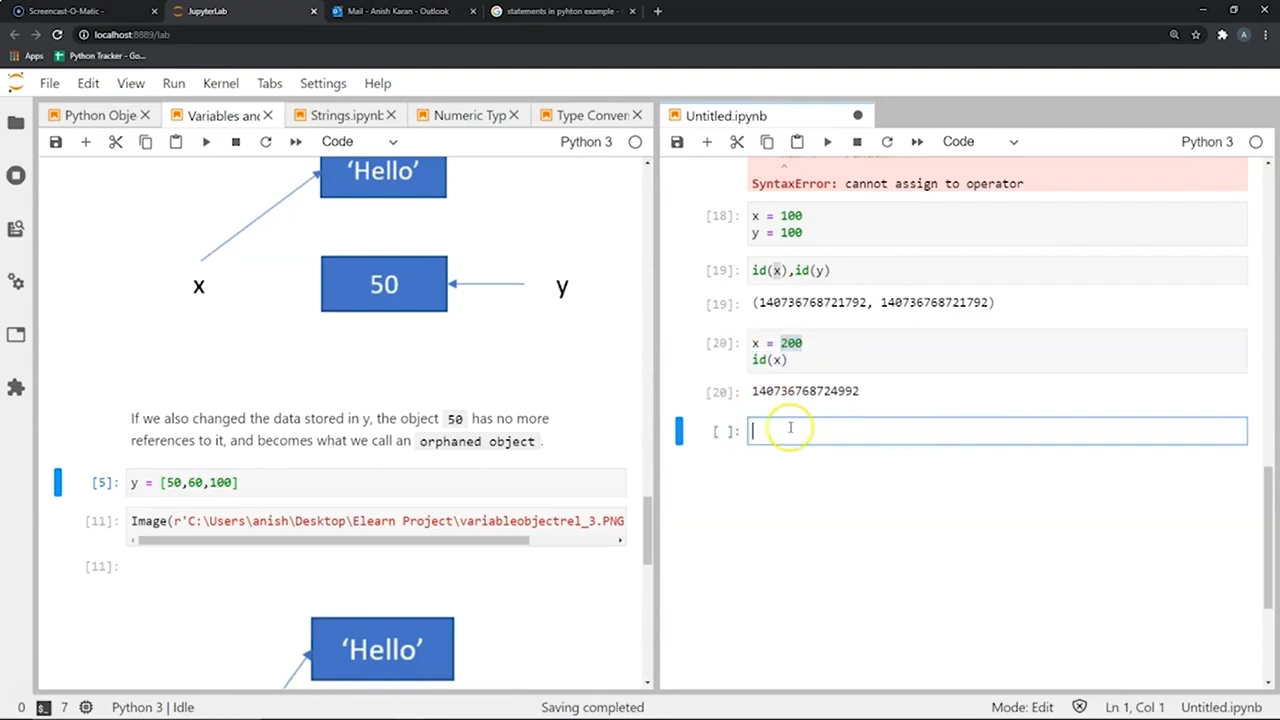 Screencast-O-Matic -
JupyterLab
Mail - Anish Karan - Outlook
statements in pyhton example -
localhost:8889/lab
A
Apps
Python Tracker - Go...
File Edit View Run Kernel Tabs Settings Help
Python Obje
Variables and
Strings.ipynb
Numeric Typ
Type Conver
Untitled.ipynb
Code
Python 3
Code
Python 3
'Hello'
x
50
y
If we also changed the data stored in y, the object 50 has no more
references to it, and becomes what we call an orphaned object.
[5]: y = [50,60,100]
[11]: Image(r'C:\Users\anish\Desktop\Elearn Project\variableobjectrel_3.PNG
[11]:
'Hello'
^
SyntaxError: cannot assign to operator
[18]: x = 100
y = 100
[19]: id(x),id(y)
[19]: (140736768721792, 140736768721792)
[20]: x = 200
id(x)
[20]: 140736768724992
[ ]:
0 7 Python 3 | Idle Saving completed Mode: Edit Ln 1, Col 1 Untitled.ipynb